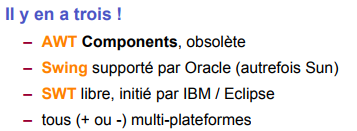 Il y en a trois !
– AWT Components, obsolète
– Swing supporté par Oracle (autrefois Sun)
– SWT libre, initié par IBM / Eclipse
– tous (+ ou -) multi-plateformes